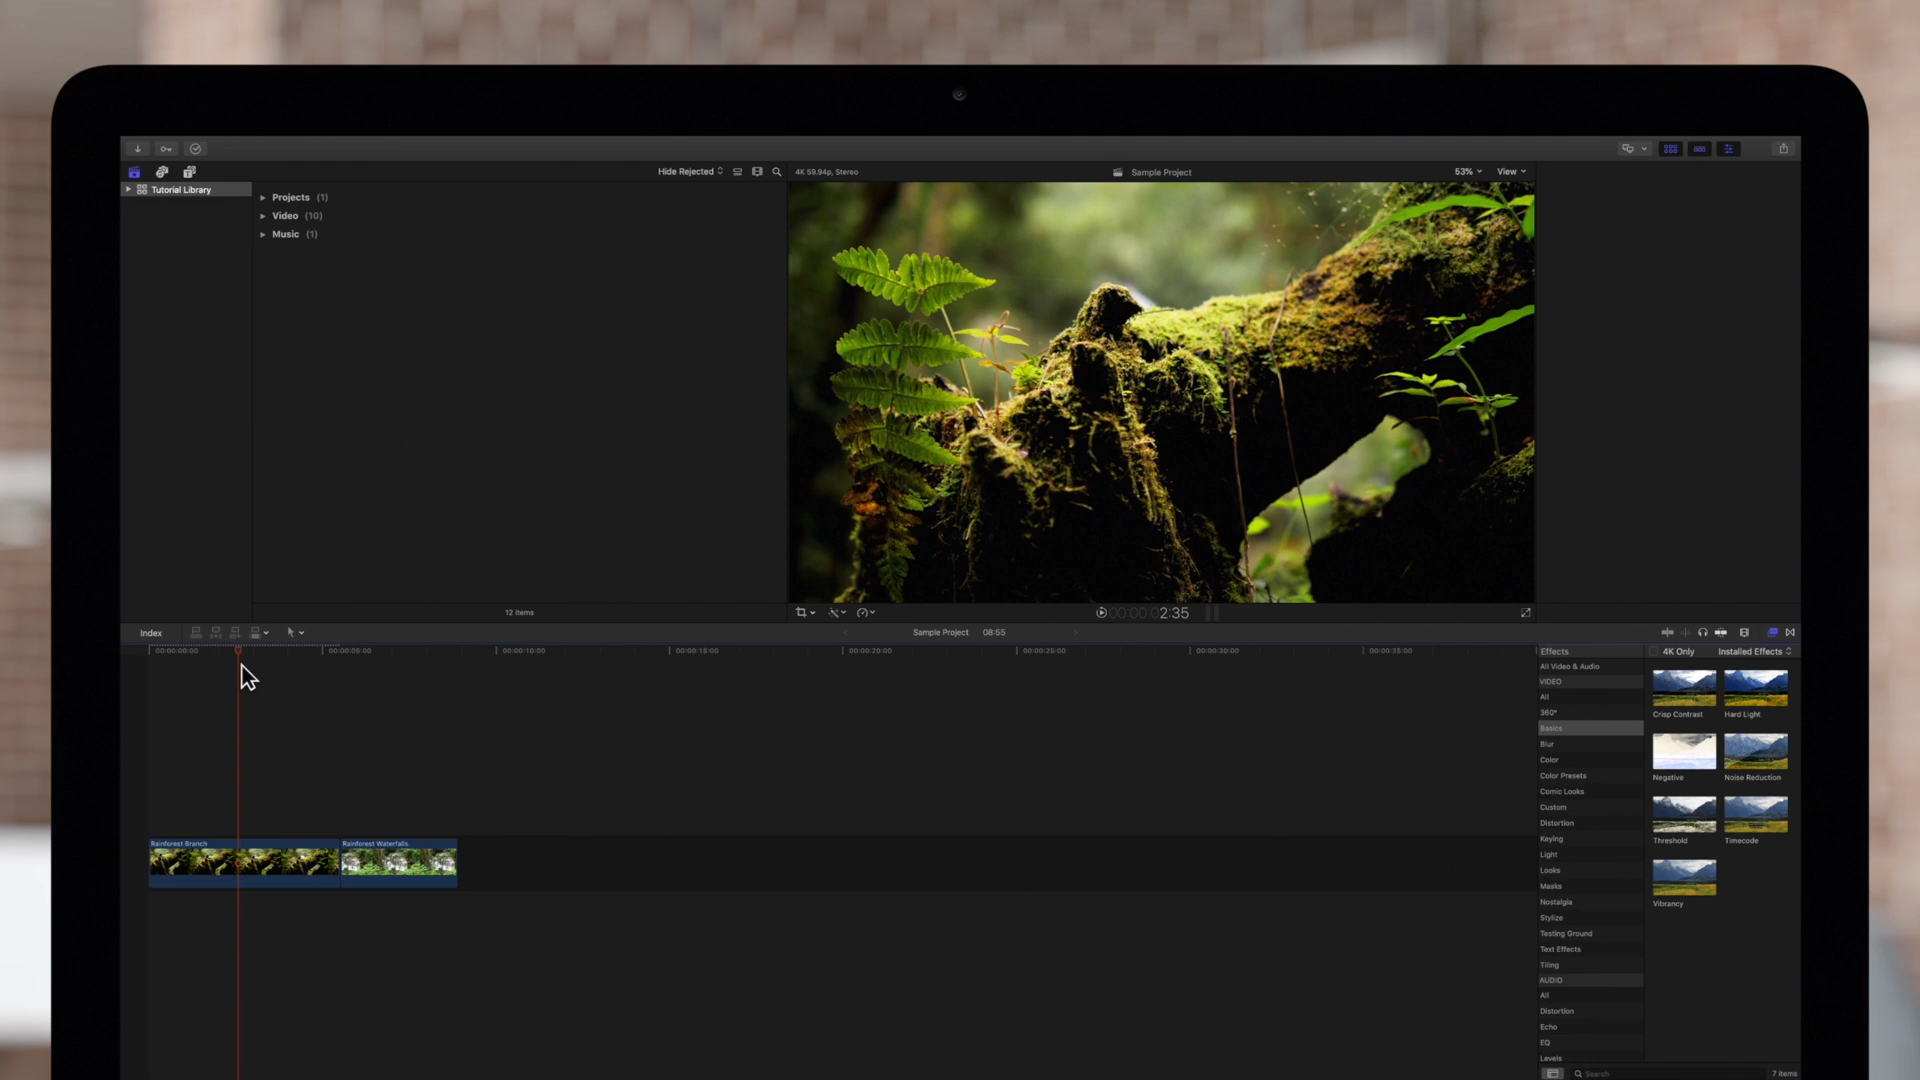 Hide Rejected
4K 59.94p, Stereo
Sample Project
53%
View
Tutorial Library
Projects (1)
Video (10)
Music (1)
12 items
00:00:00:02:35
Index
Sample Project 08:55
00:00:00:00
00:00:05:00
00:00:10:00
00:00:15:00
00:00:20:00
00:00:25:00
00:00:30:00
00:00:35:00
Rainforest Branch
Rainforest Waterfalls
Effects
4K Only
Installed Effects
All Video & Audio
VIDEO
All
360°
Basics
Blur
Color
Color Presets
Comic Looks
Custom
Distortion
Keying
Light
Looks
Masks
Nostalgia
Stylize
Testing Ground
Text Effects
Tiling
AUDIO
All
Distortion
Echo
EQ
Levels
Crisp Contrast
Hard Light
Negative
Noise Reduction
Threshold
Timecode
Vibrancy
Search
7 items